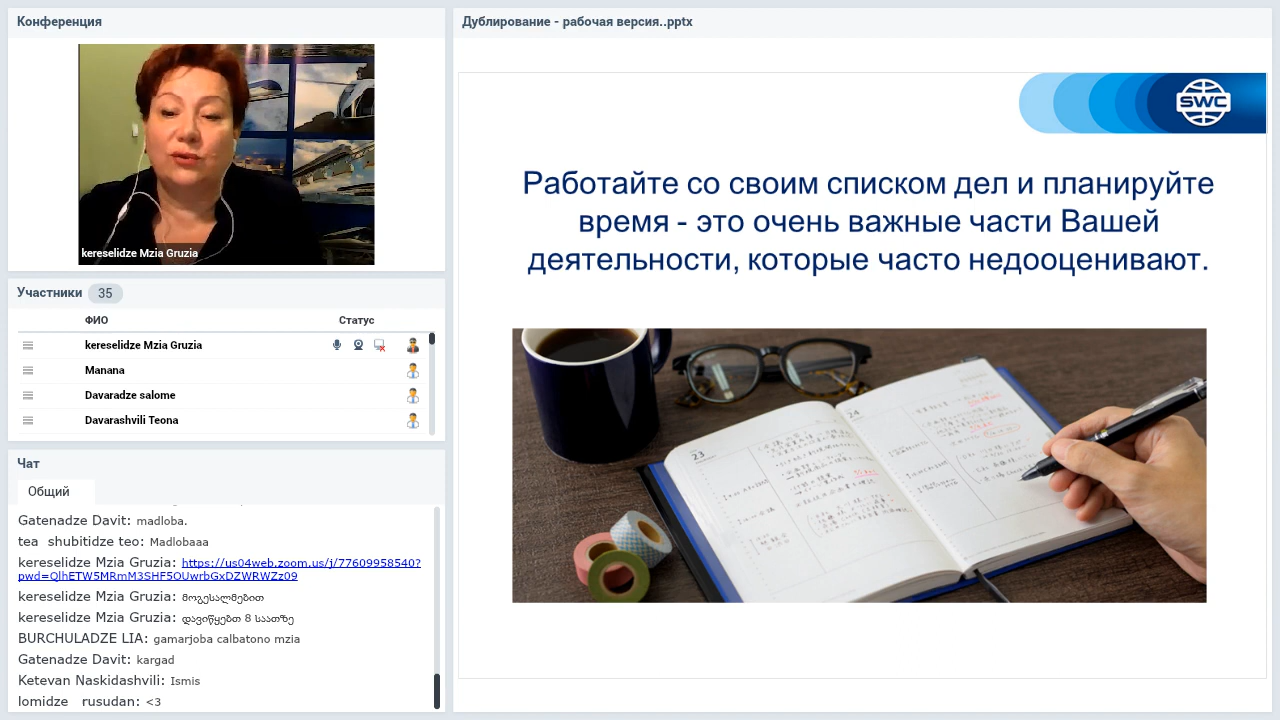 Конференция
kereselidze Mzia Gruzia
Участники 35
ФИО Статус
kereselidze Mzia Gruzia
Manana
Davaradze salome
Davarashvili Teona
Чат
Общий
Gatenadze Davit: madloba.
tea shubitidze teo: Madlobaaa
kereselidze Mzia Gruzia: https://us04web.zoom.us/j/77609958540?
pwd=QlhETW5MRmM3SHF5OUwrbGxDZWRWZz09
kereselidze Mzia Gruzia: მოგესალმებით
kereselidze Mzia Gruzia: დავიწყებთ 8 საათზე
BURCHULADZE LIA: gamarjoba calbatono mzia
Gatenadze Davit: kargad
Ketevan Naskidashvili: Ismis
lomidze rusudan: <3
Дублирование - рабочая версия..pptx
SWC
Работайте со своим списком дел и планируйте
время - это очень важные части Вашей
деятельности, которые часто недооценивают.
23
24